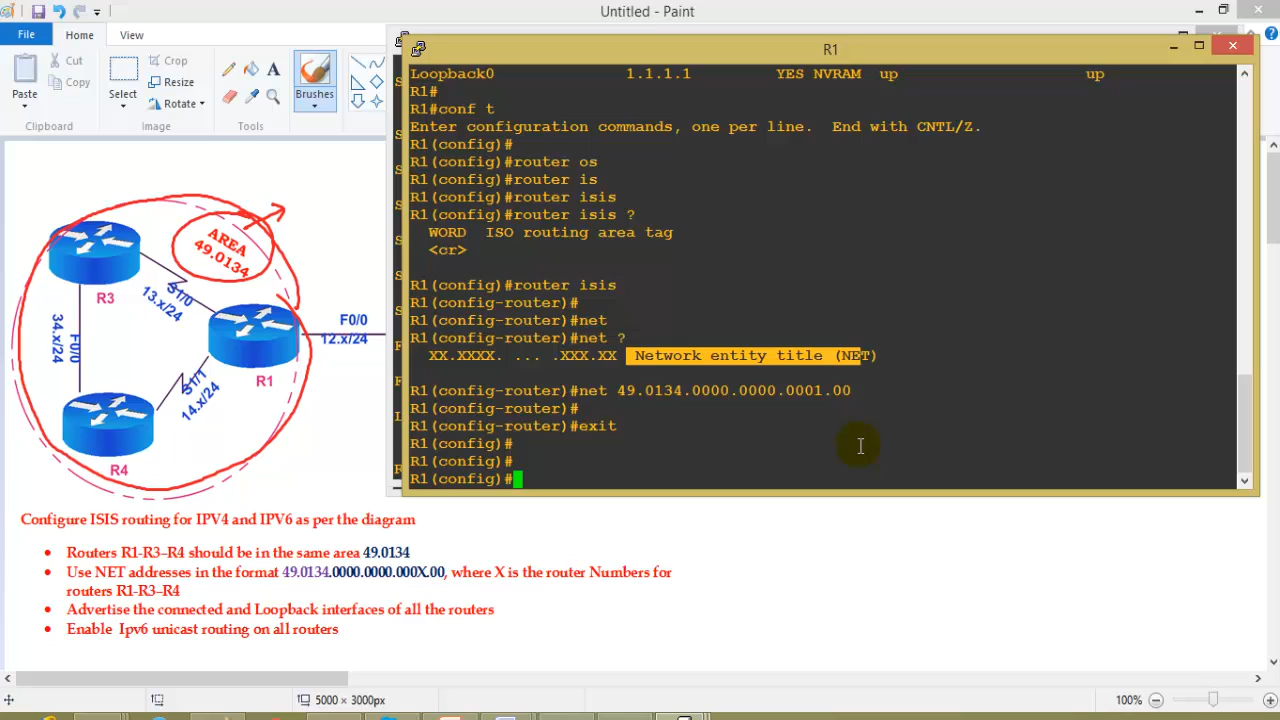 Untitled - Paint
File
Home
View
Paste
Cut
Copy
Clipboard
Select
Crop
Resize
Rotate
Image
Tools
Brushes
R1
Loopback0 1.1.1.1 YES NVRAM up up
R1#
R1#conf t
Enter configuration commands, one per line. End with CNTL/Z.
R1(config)#
R1(config)#router os
R1(config)#router is
R1(config)#router isis
R1(config)#router isis ?
WORD ISO routing area tag
<cr>
R1(config)#router isis
R1(config-router)#
R1(config-router)#net
R1(config-router)#net ?
XX.XXXX. ... .XXX.XX Network entity title (NET)
R1(config-router)#net 49.0134.0000.0000.0001.00
R1(config-router)#
R1(config-router)#exit
R1(config)#
R1(config)#
R1(config)#
AREA
49.0134
R3
S1/0
13.x/24
F0/0
34.x/24
F0/0
12.x/24
R1
S1/1
14.x/24
R4
Configure ISIS routing for IPV4 and IPV6 as per the diagram
• Routers R1-R3–R4 should be in the same area 49.0134
• Use NET addresses in the format 49.0134.0000.0000.000X.00, where X is the router Numbers for
routers R1-R3–R4
• Advertise the connected and Loopback interfaces of all the routers
• Enable Ipv6 unicast routing on all routers
5000 × 3000px
100%